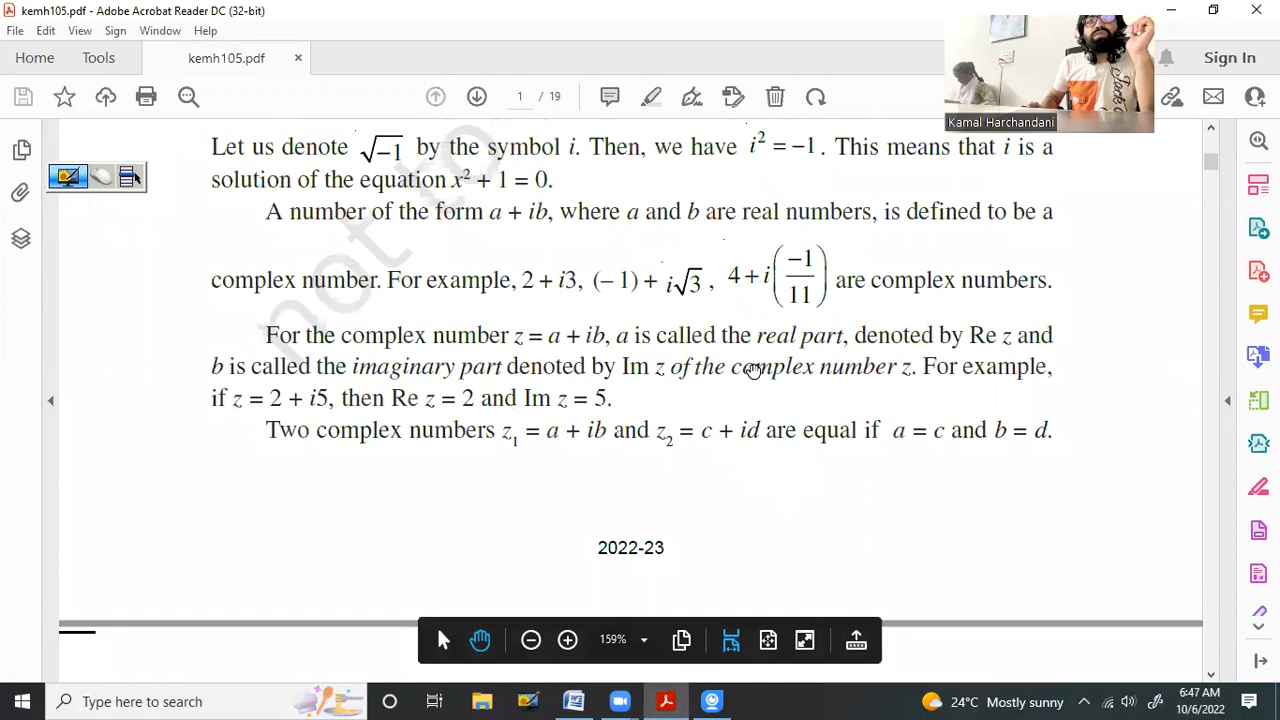 kemh105.pdf - Adobe Acrobat Reader DC (32-bit)
File Edit View Sign Window Help
Home Tools kemh105.pdf × Sign In
1 / 19
Kamal Harchandani
Let us denote √−1 by the symbol i. Then, we have i² = −1. This means that i is a
solution of the equation x² + 1 = 0.
A number of the form a + ib, where a and b are real numbers, is defined to be a
complex number. For example, 2 + i3, (– 1) + i√3, 4 + i(−1/11) are complex numbers.
For the complex number z = a + ib, a is called the real part, denoted by Re z and
b is called the imaginary part denoted by Im z of the complex number z. For example,
if z = 2 + i5, then Re z = 2 and Im z = 5.
Two complex numbers z₁ = a + ib and z₂ = c + id are equal if a = c and b = d.
not to
2022-23
159%
Type here to search
24°C Mostly sunny
6:47 AM
10/6/2022